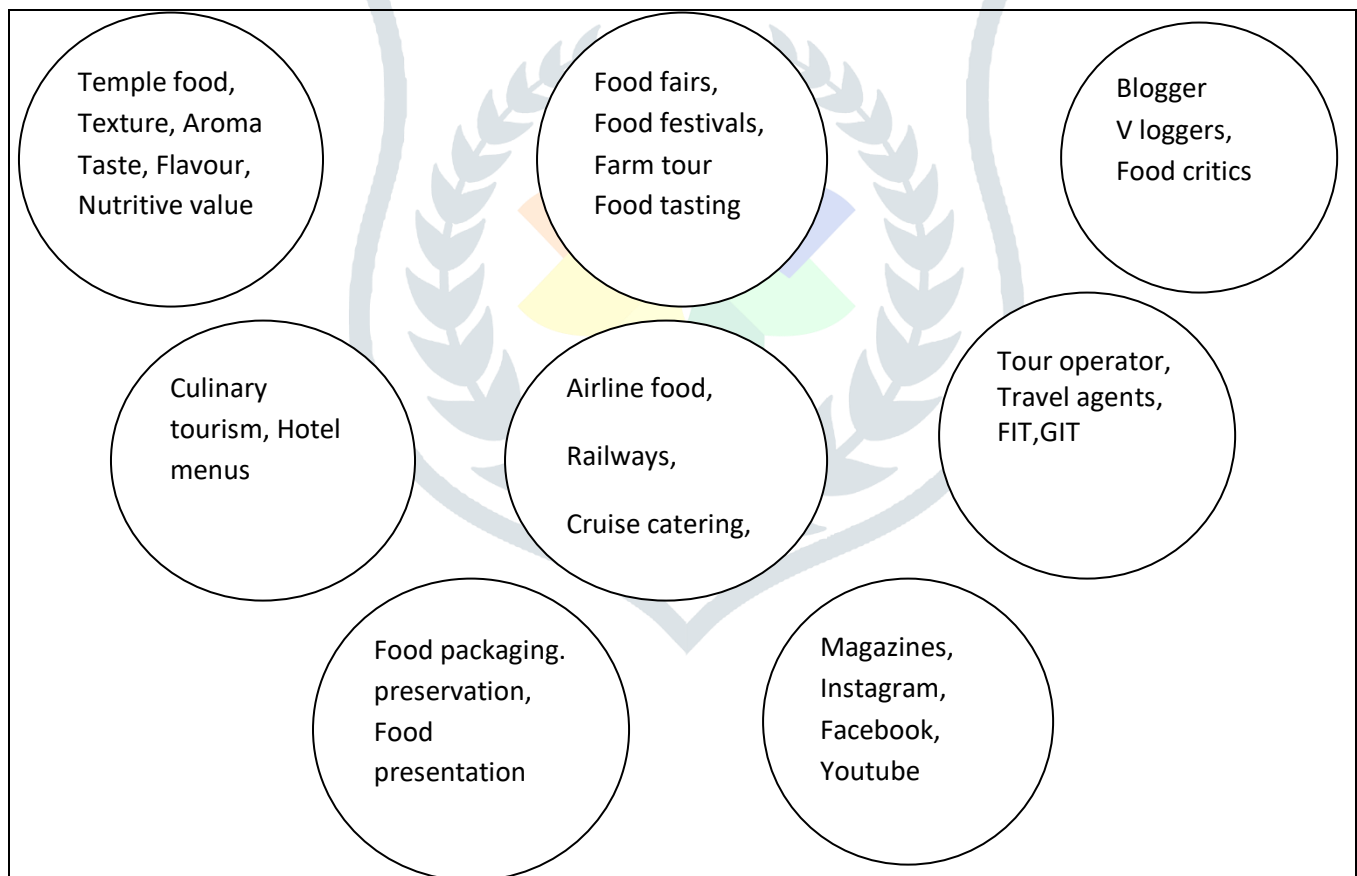 Temple food,
Texture, Aroma
Taste, Flavour,
Nutritive value
Food fairs,
Food festivals,
Farm tour
Food tasting
Blogger
V loggers,
Food critics
Culinary
tourism, Hotel
menus
Airline food,
Railways,
Cruise catering,
Tour operator,
Travel agents,
FIT,GIT
Food packaging.
preservation,
Food
presentation
Magazines,
Instagram,
Facebook,
Youtube